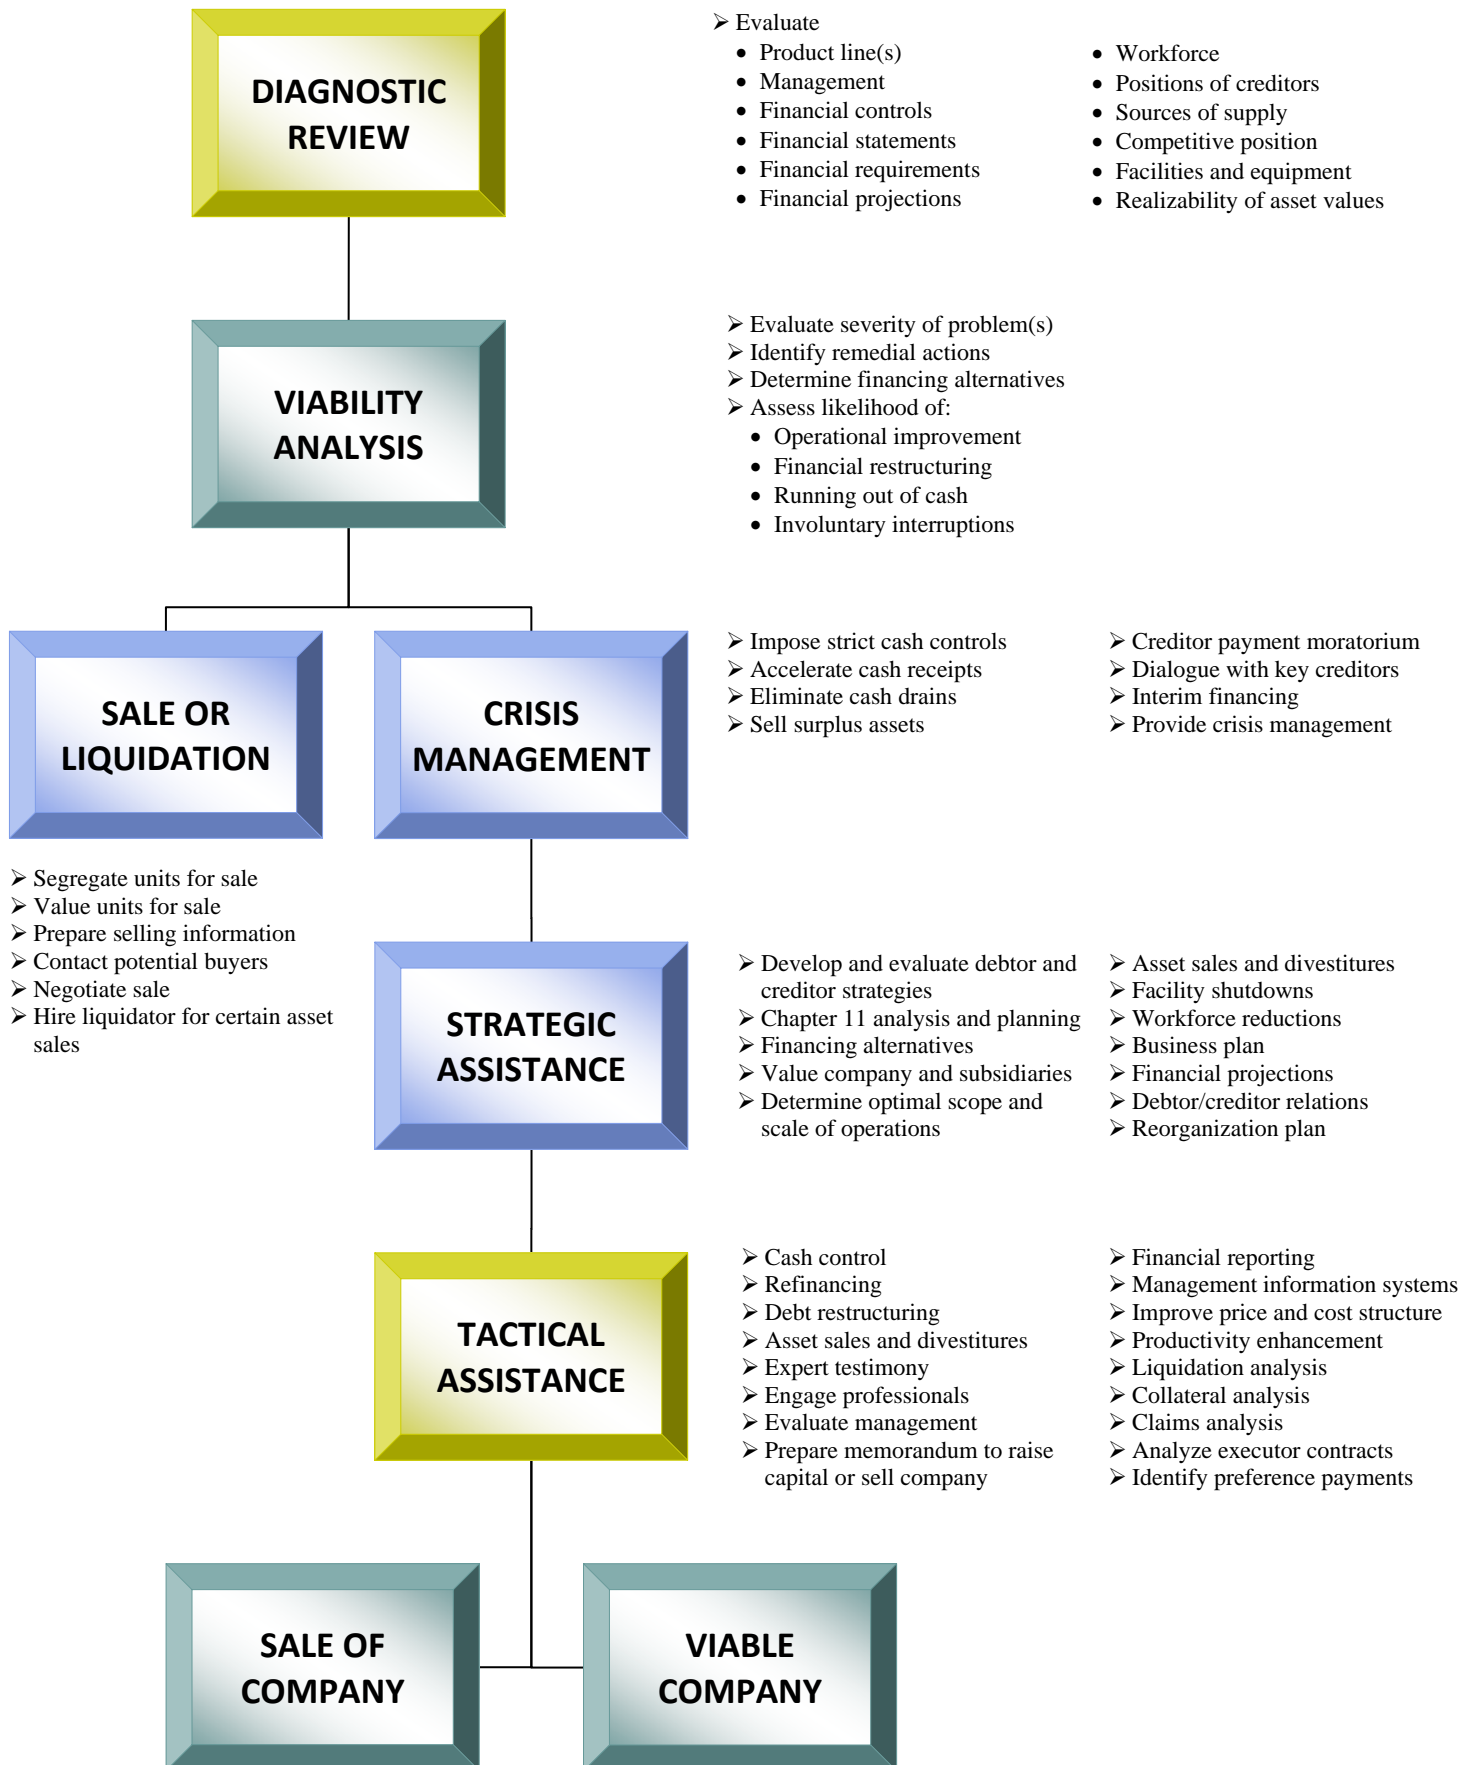 DIAGNOSTIC
REVIEW
➢ Evaluate
• Product line(s)
• Management
• Financial controls
• Financial statements
• Financial requirements
• Financial projections
• Workforce
• Positions of creditors
• Sources of supply
• Competitive position
• Facilities and equipment
• Realizability of asset values
VIABILITY
ANALYSIS
➢ Evaluate severity of problem(s)
➢ Identify remedial actions
➢ Determine financing alternatives
➢ Assess likelihood of:
• Operational improvement
• Financial restructuring
• Running out of cash
• Involuntary interruptions
SALE OR
LIQUIDATION
➢ Segregate units for sale
➢ Value units for sale
➢ Prepare selling information
➢ Contact potential buyers
➢ Negotiate sale
➢ Hire liquidator for certain asset
sales
CRISIS
MANAGEMENT
➢ Impose strict cash controls
➢ Accelerate cash receipts
➢ Eliminate cash drains
➢ Sell surplus assets
➢ Creditor payment moratorium
➢ Dialogue with key creditors
➢ Interim financing
➢ Provide crisis management
STRATEGIC
ASSISTANCE
➢ Develop and evaluate debtor and
creditor strategies
➢ Chapter 11 analysis and planning
➢ Financing alternatives
➢ Value company and subsidiaries
➢ Determine optimal scope and
scale of operations
➢ Asset sales and divestitures
➢ Facility shutdowns
➢ Workforce reductions
➢ Business plan
➢ Financial projections
➢ Debtor/creditor relations
➢ Reorganization plan
TACTICAL
ASSISTANCE
➢ Cash control
➢ Refinancing
➢ Debt restructuring
➢ Asset sales and divestitures
➢ Expert testimony
➢ Engage professionals
➢ Evaluate management
➢ Prepare memorandum to raise
capital or sell company
➢ Financial reporting
➢ Management information systems
➢ Improve price and cost structure
➢ Productivity enhancement
➢ Liquidation analysis
➢ Collateral analysis
➢ Claims analysis
➢ Analyze executor contracts
➢ Identify preference payments
SALE OF
COMPANY
VIABLE
COMPANY